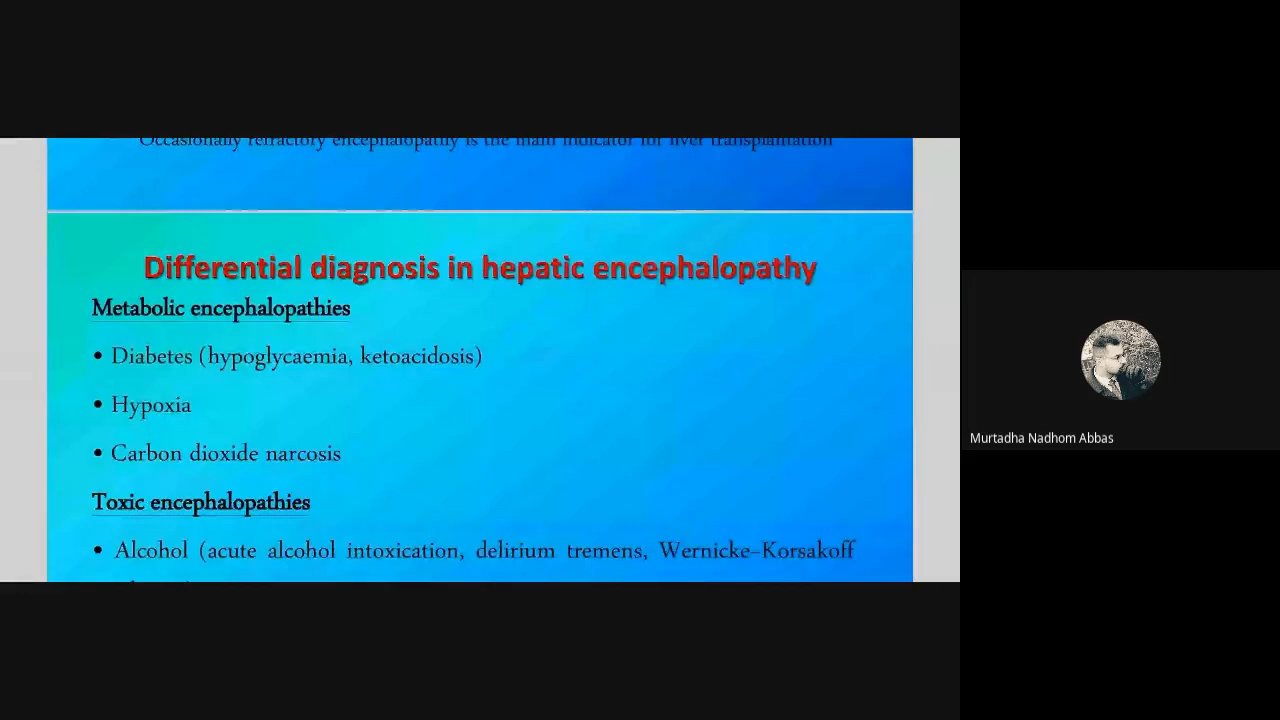 Occasionally refractory encephalopathy is the main indicator for liver transplantation
Differential diagnosis in hepatic encephalopathy
Metabolic encephalopathies
• Diabetes (hypoglycaemia, ketoacidosis)
• Hypoxia
• Carbon dioxide narcosis
Toxic encephalopathies
• Alcohol (acute alcohol intoxication, delirium tremens, Wernicke–Korsakoff
Murtadha Nadhom Abbas